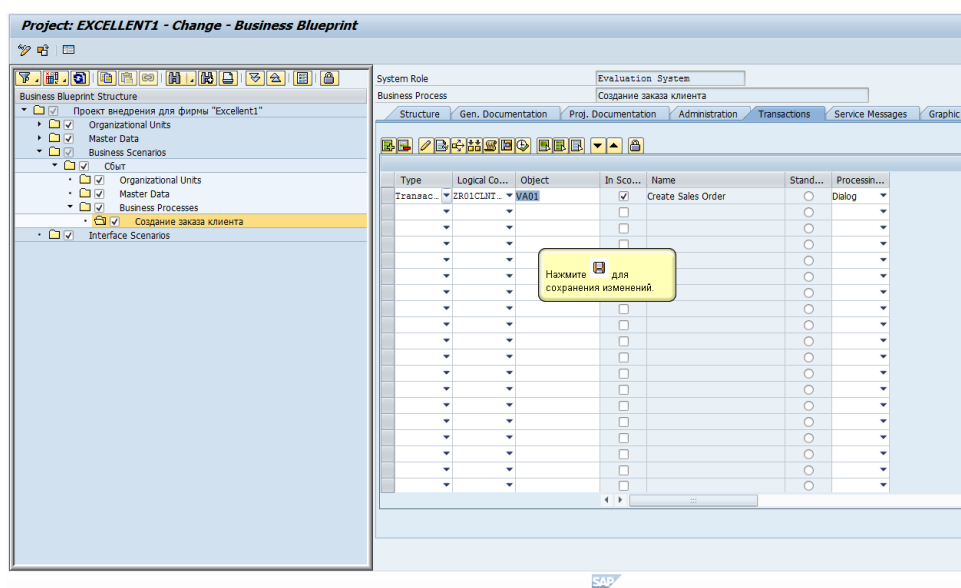 Project: EXCELLENT1 - Change - Business Blueprint
System Role
Evaluation System
Business Blueprint Structure
Business Process
Создание заказа клиента
Проект внедрения для фирмы "Excellent1"
Structure
Gen. Documentation
Proj. Documentation
Administration
Transactions
Service Messages
Graphic
Organizational Units
Master Data
Business Scenarios
Сбыт
Organizational Units
Master Data
Business Processes
Создание заказа клиента
Interface Scenarios
Type
Logical Co...
Object
In Sco...
Name
Stand...
Processin...
Transac...
ZR01CLNT...
VA01
Create Sales Order
Dialog
Нажмите для
сохранения изменений.
SAP